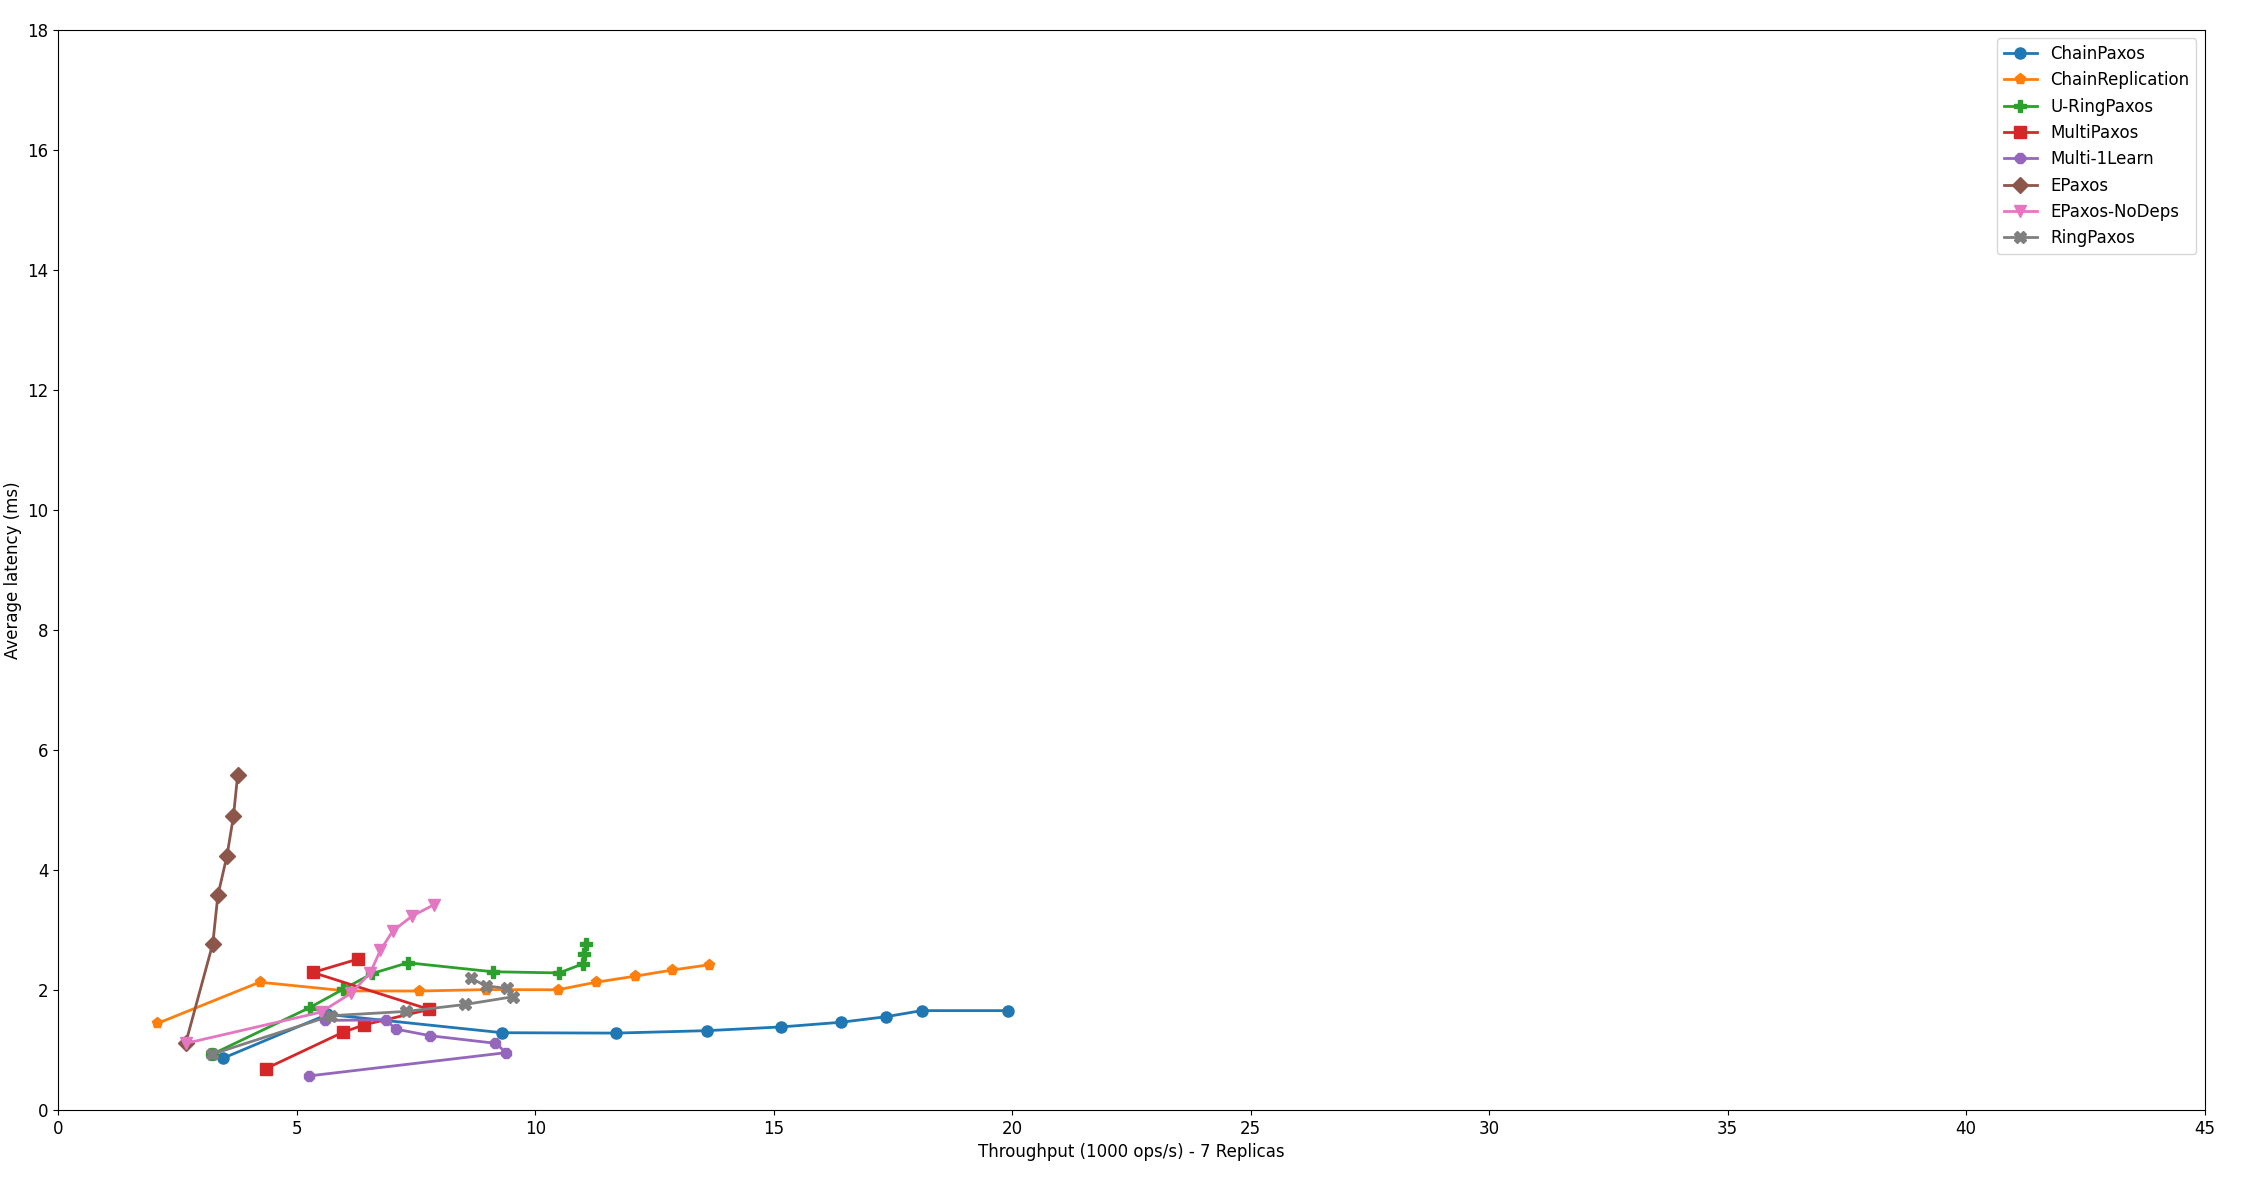 18
16
14
12
10
8
6
4
2
0
Average latency (ms)
ChainPaxos
ChainReplication
U-RingPaxos
MultiPaxos
Multi-1Learn
EPaxos
EPaxos-NoDeps
RingPaxos
0 5 10 15 20 25 30 35 40 45
Throughput (1000 ops/s) - 7 Replicas